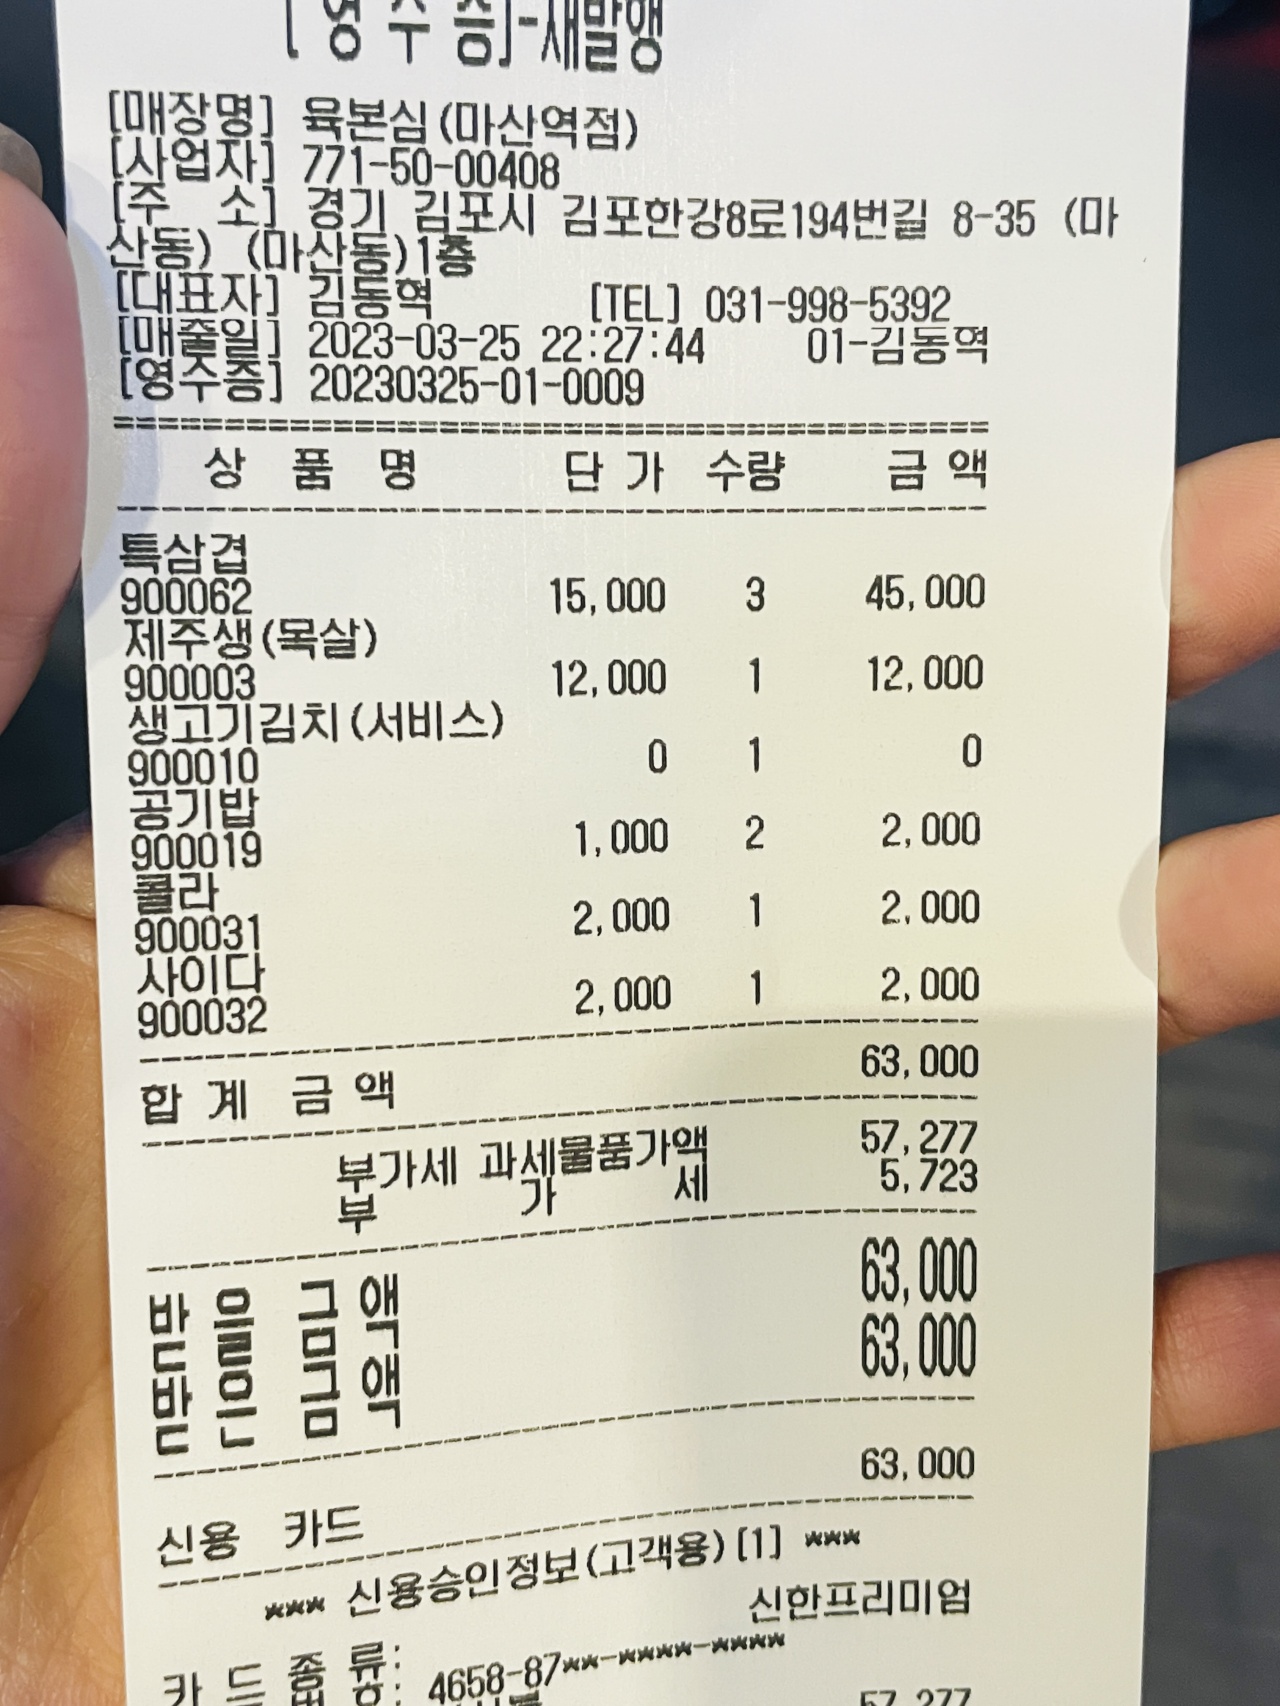 [영 수 증]-재발행
[매장명] 육본심(마산역점)
[사업자] 771-50-00408
[주 소] 경기 김포시 김포한강8로194번길 8-35 (마
산동) (마산동)1층
[대표자] 김동혁 [TEL] 031-998-5392
[매출일] 2023-03-25 22:27:44 01-김동혁
[영수증] 20230325-01-0009
상 품 명 단 가 수량 금 액
특삼겹
900062 15,000 3 45,000
제주생(목살)
900003 12,000 1 12,000
생고기김치(서비스)
900010 0 1 0
공기밥
900019 1,000 2 2,000
콜라
900031 2,000 1 2,000
사이다
900032 2,000 1 2,000
합 계 금 액 63,000
부가세 과세물품가액 57,277
부 가 세 5,723
받 을 금 액 63,000
받 은 금 액 63,000
신용 카드 63,000
*** 신용승인정보(고객용)[1] ***
카 드 종 류: 신한프리미엄
4658-87**-****-****
57,277